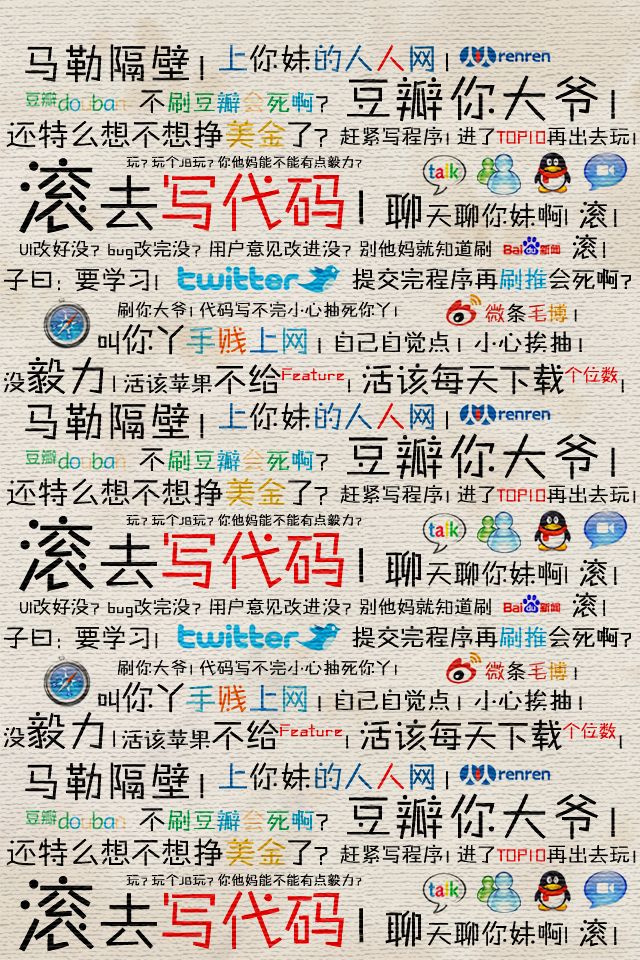 马勒隔壁! 上你妹的人人网! renren
豆瓣douban 不刷豆瓣会死啊? 豆瓣你大爷!
还特么想不想挣美金了? 赶紧写程序! 进了TOP10再出去玩!
玩? 玩个JB玩? 你他妈能不能有点毅力?
滚去写代码! talk
聊天聊你妹啊! 滚!
UI改好没? bug改完没? 用户意见改进没? 别他妈就知道刷 Bai du 新闻 滚!
子曰: 要学习! twitter 提交完程序再刷推会死啊?
刷你大爷! 代码写不完小心抽死你丫! 微条毛博!
叫你丫手贱上网! 自己自觉点! 小心挨抽!
没毅力! 活该苹果不给Feature! 活该每天下载个位数!
马勒隔壁! 上你妹的人人网! renren
豆瓣douban 不刷豆瓣会死啊? 豆瓣你大爷!
还特么想不想挣美金了? 赶紧写程序! 进了TOP10再出去玩!
玩? 玩个JB玩? 你他妈能不能有点毅力?
滚去写代码! talk
聊天聊你妹啊! 滚!
UI改好没? bug改完没? 用户意见改进没? 别他妈就知道刷 Bai du 新闻 滚!
子曰: 要学习! twitter 提交完程序再刷推会死啊?
刷你大爷! 代码写不完小心抽死你丫! 微条毛博!
叫你丫手贱上网! 自己自觉点! 小心挨抽!
没毅力! 活该苹果不给Feature! 活该每天下载个位数!
马勒隔壁! 上你妹的人人网! renren
豆瓣douban 不刷豆瓣会死啊? 豆瓣你大爷!
还特么想不想挣美金了? 赶紧写程序! 进了TOP10再出去玩!
玩? 玩个JB玩? 你他妈能不能有点毅力?
滚去写代码! talk
聊天聊你妹啊! 滚!